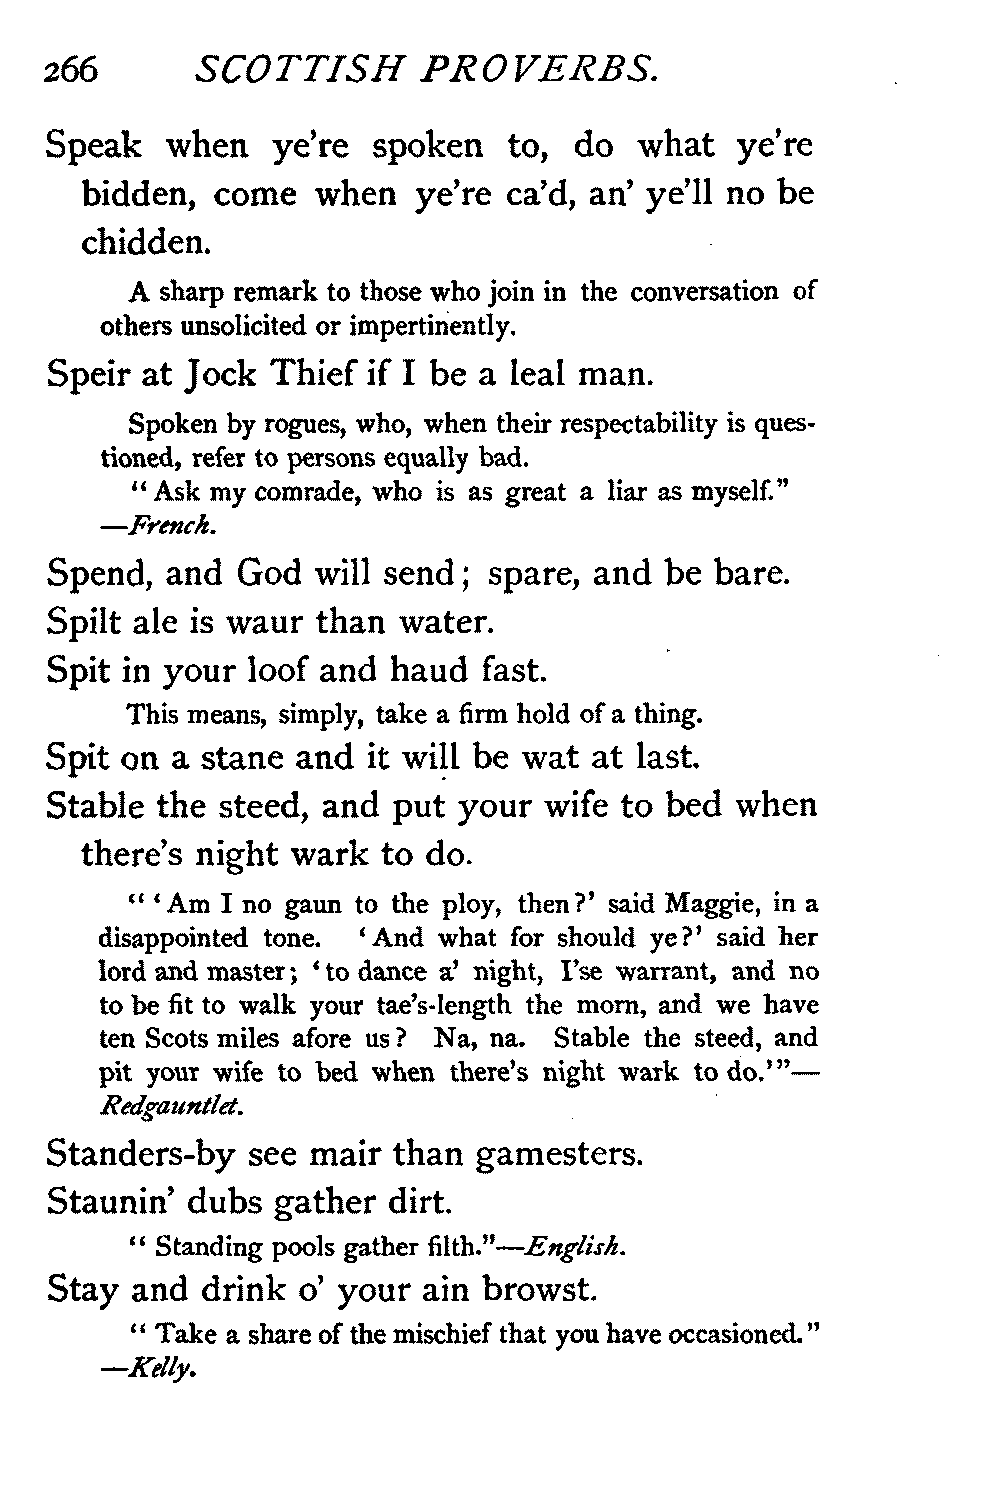 266 SCOTTISH PROVERBS.
Speak when ye're spoken to, do what ye're
bidden, come when ye're ca'd, an' ye'll no be
chidden.
A sharp remark to those who join in the conversation of
others unsolicited or impertinently.
Speir at Jock Thief if I be a leal man.
Spoken by rogues, who, when their respectability is ques-
tioned, refer to persons equally bad.
“Ask my comrade, who is as great a liar as myself.”
—French.
Spend, and God will send; spare, and be bare.
Spilt ale is waur than water.
Spit in your loof and haud fast.
This means, simply, take a firm hold of a thing.
Spit on a stane and it will be wat at last.
Stable the steed, and put your wife to bed when
there's night wark to do.
“‘Am I no gaun to the ploy, then?’ said Maggie, in a
disappointed tone. ‘And what for should ye?’ said her
lord and master; ‘to dance a’ night, I'se warrant, and no
to be fit to walk your tae's-length the morn, and we have
ten Scots miles afore us? Na, na. Stable the steed, and
pit your wife to bed when there's night wark to do.’”—
Redgauntlet.
Standers-by see mair than gamesters.
Staunin' dubs gather dirt.
“Standing pools gather filth.”—English.
Stay and drink o' your ain browst.
“Take a share of the mischief that you have occasioned.”
—Kelly.